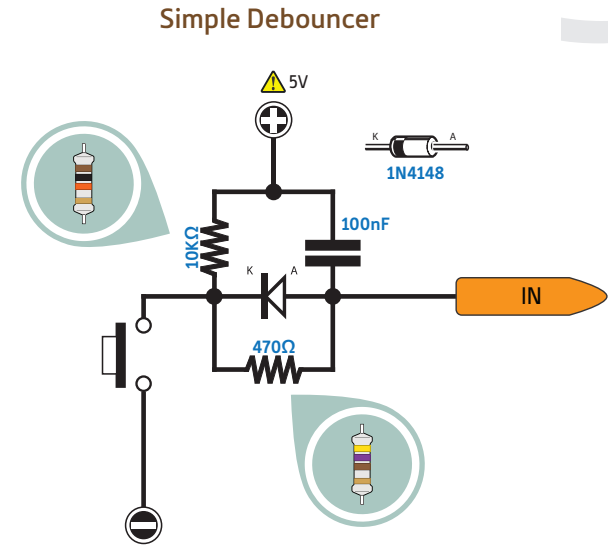 Simple Debouncer
5V
K A
1N4148
100nF
10KΩ
K A
IN
470Ω